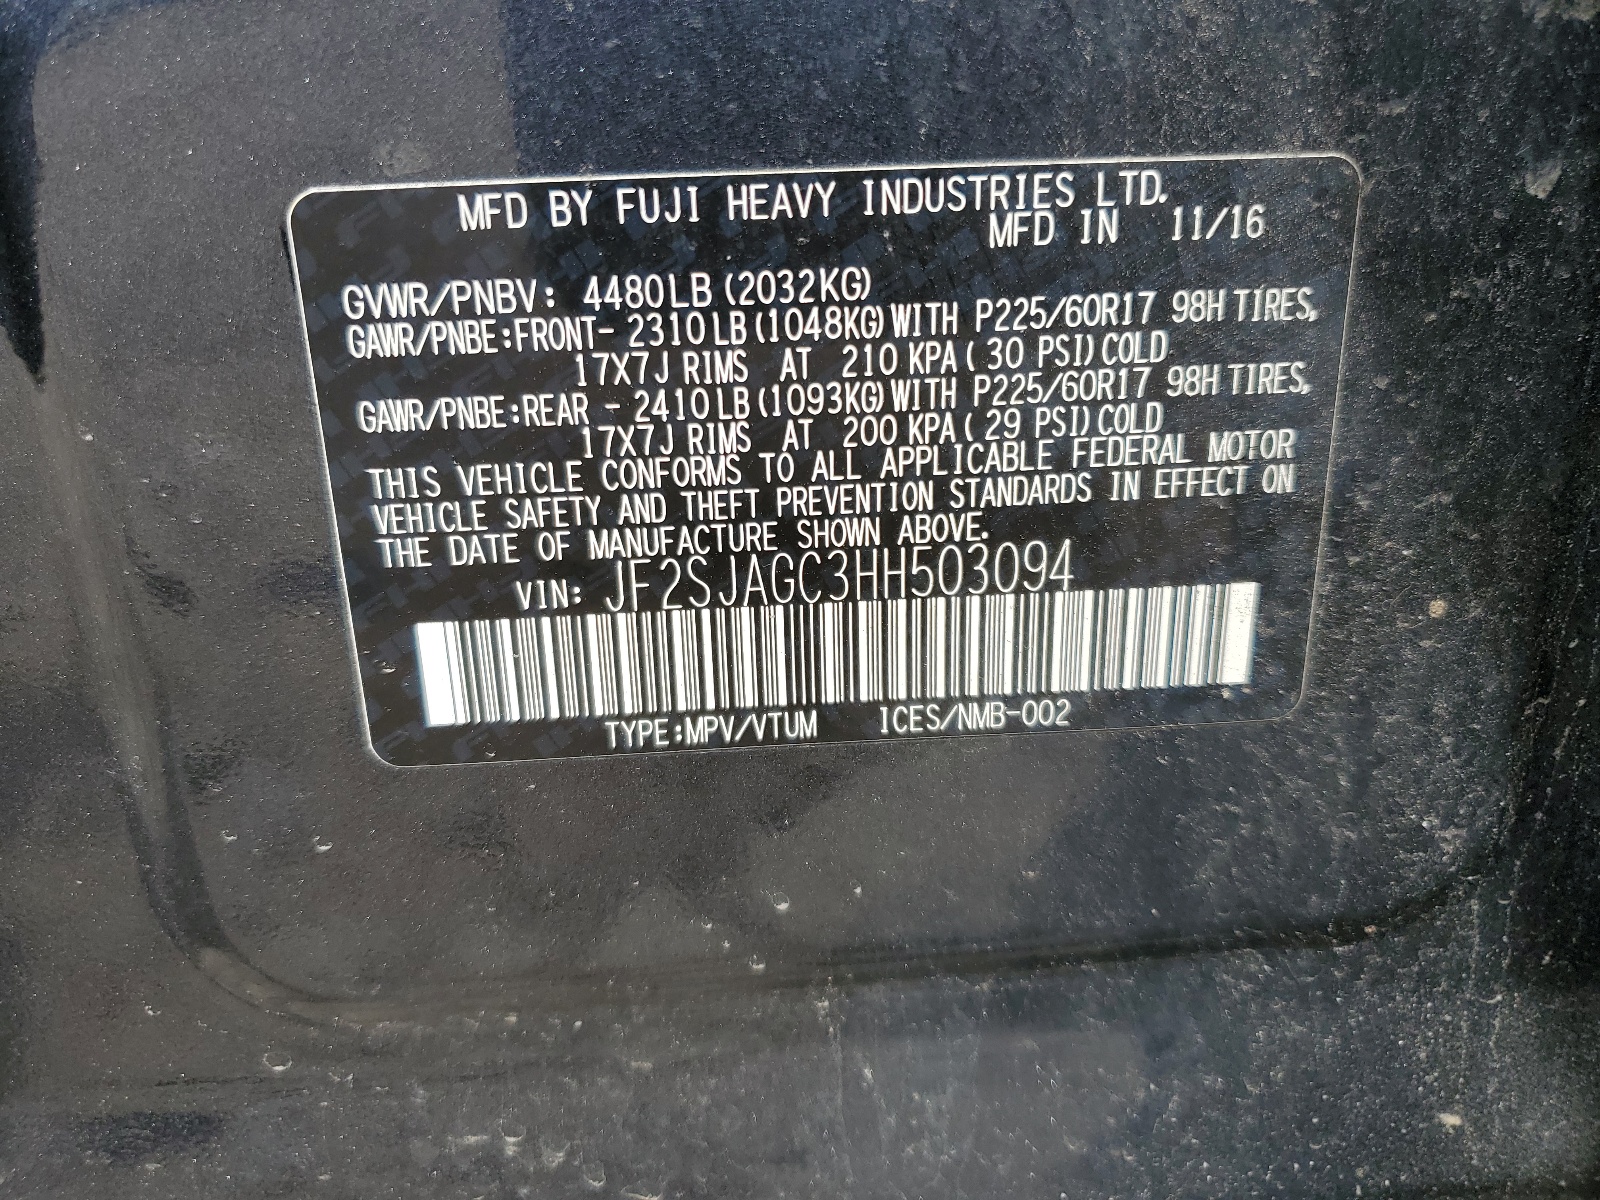 MFD BY FUJI HEAVY INDUSTRIES LTD.
MFD IN 11/16
GVWR/PNBV: 4480LB (2032KG)
GAWR/PNBE:FRONT- 2310LB (1048KG) WITH P225/60R17 98H TIRES,
17X7J RIMS AT 210 KPA ( 30 PSI) COLD
GAWR/PNBE:REAR - 2410LB (1093KG) WITH P225/60R17 98H TIRES,
17X7J RIMS AT 200 KPA ( 29 PSI) COLD
THIS VEHICLE CONFORMS TO ALL APPLICABLE FEDERAL MOTOR
VEHICLE SAFETY AND THEFT PREVENTION STANDARDS IN EFFECT ON
THE DATE OF MANUFACTURE SHOWN ABOVE.
VIN: JF2SJAGC3HH503094
TYPE:MPV/VTUM ICES/NMB-002